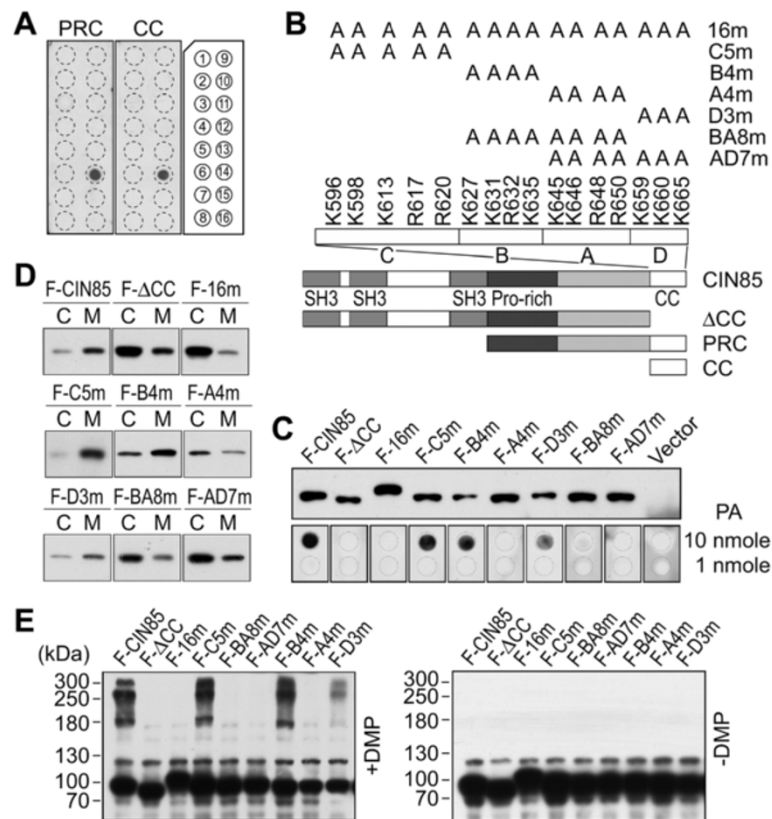 A
PRC CC
1 9
2 10
3 11
4 12
5 13
6 14
7 15
8 16
B
A A A A A A A A A A A A A A A A 16m
A A A A A C5m
A A A A B4m
A A A A A4m
A A A D3m
A A A A A A A A BA8m
A A A A A A A AD7m
K596 K598 K613 R617 R620 K627 K631 R632 K635 K645 K646 R648 R650 K659 K660 K665
C B A D
CIN85
SH3 SH3 SH3 Pro-rich CC
ΔCC
PRC
CC
C
F-CIN85 F-ΔCC F-16m F-C5m F-B4m F-A4m F-D3m F-BA8m F-AD7m Vector
PA
10 nmole
1 nmole
D
F-CIN85 F-ΔCC F-16m
C M C M C M
F-C5m F-B4m F-A4m
C M C M C M
F-D3m F-BA8m F-AD7m
C M C M C M
E
F-CIN85 F-ΔCC F-16m F-C5m F-BA8m F-AD7m F-B4m F-A4m F-D3m
(kDa)
300
250
180
130
100
70
+DMP
F-CIN85 F-ΔCC F-16m F-C5m F-BA8m F-AD7m F-B4m F-A4m F-D3m
300
250
180
130
100
70
-DMP